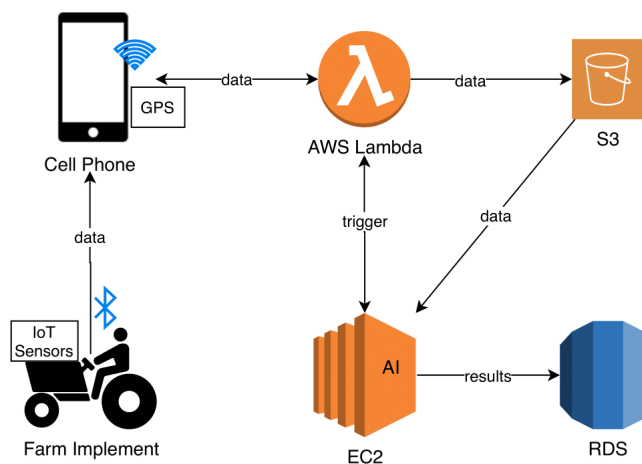 data
data
GPS
Cell Phone
AWS Lambda
S3
data
trigger
data
IoT
Sensors
AI
results
Farm Implement
EC2
RDS